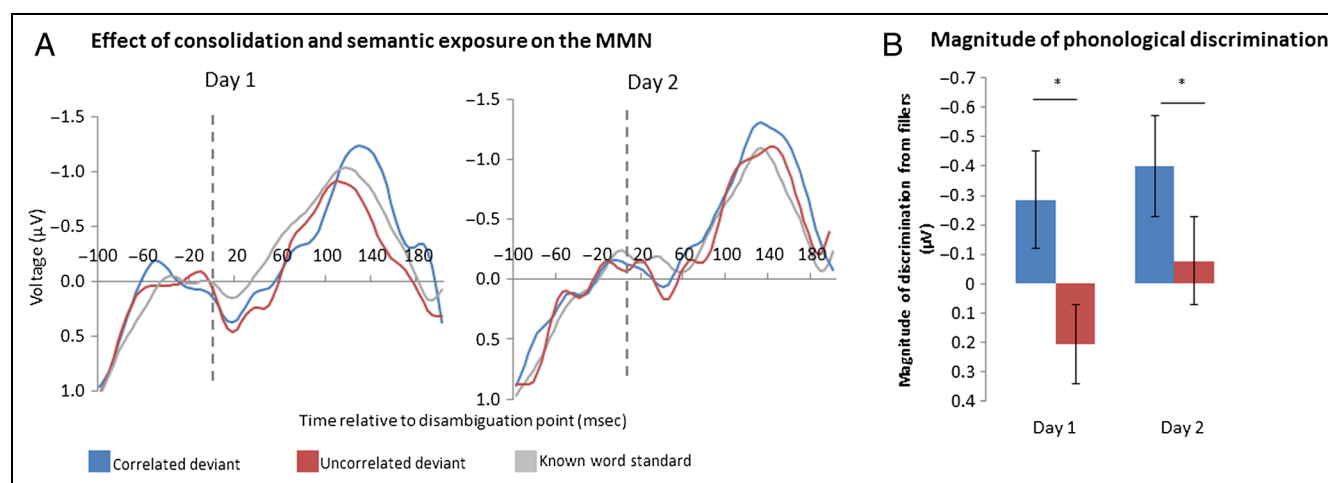 A Effect of consolidation and semantic exposure on the MMN
Day 1
Day 2
Voltage (µV)
−1.5
−1.0
−0.5
0.0
0.5
1.0
−100 −60 −20 20 60 100 140 180
−1.5
−1.0
−0.5
0.0
0.5
1.0
−100 −60 −20 20 60 100 140 180
Time relative to disambiguation point (msec)
Correlated deviant
Uncorrelated deviant
Known word standard
B Magnitude of phonological discrimination
Magnitude of discrimination from fillers
(µV)
−0.7
−0.6
−0.5
−0.4
−0.3
−0.2
−0.1
0
0.1
0.2
0.3
0.4
*
*
Day 1
Day 2